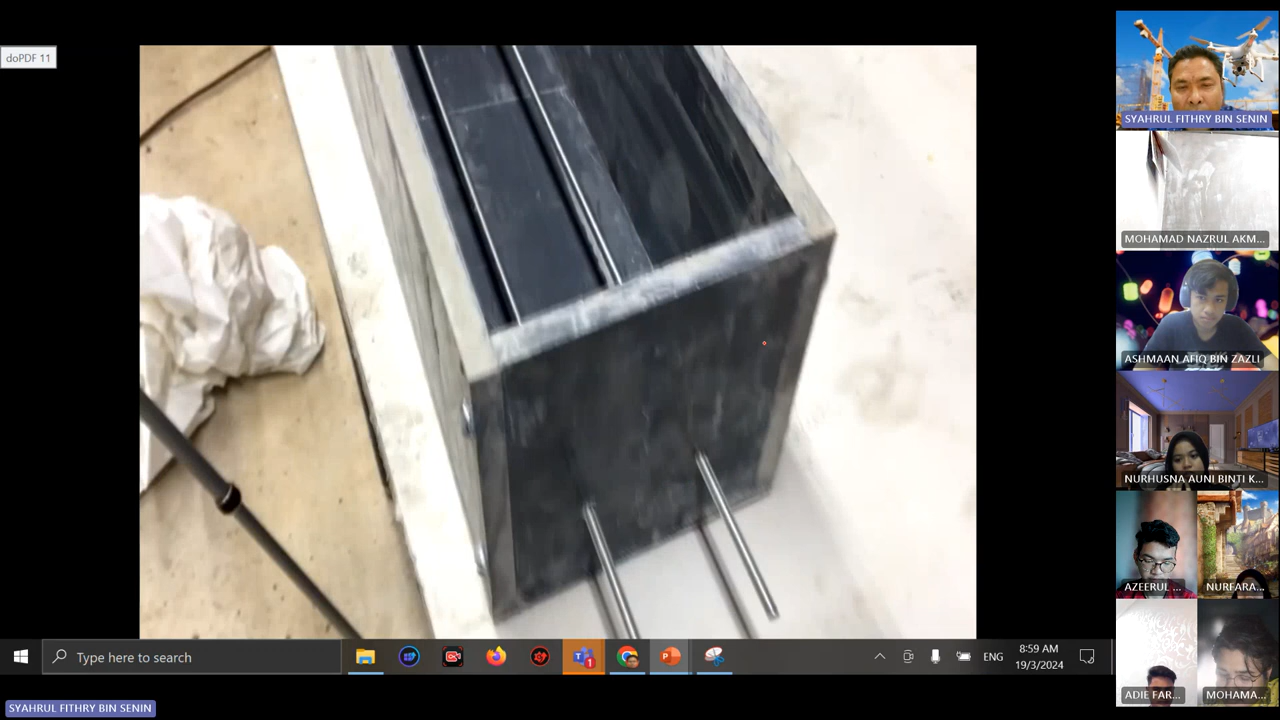 doPDF 11
SYAHRUL FITHRY BIN SENIN
MOHAMAD NAZRUL AKM...
ASHMAAN AFIQ BIN ZAZLI
NURHUSNA AUNI BINTI K...
AZEERUL ...
NURFARA...
ADIE FAR...
MOHAMA...
Type here to search
1
P
ENG
8:59 AM
19/3/2024
SYAHRUL FITHRY BIN SENIN